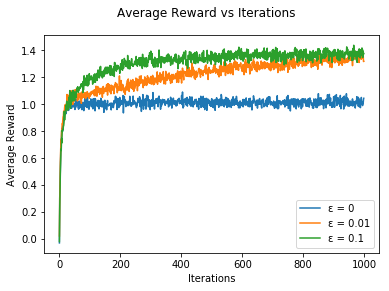 Average Reward vs Iterations
Average Reward
1.4
1.2
1.0
0.8
0.6
0.4
0.2
0.0
0
200
400
600
800
1000
Iterations
ε = 0
ε = 0.01
ε = 0.1